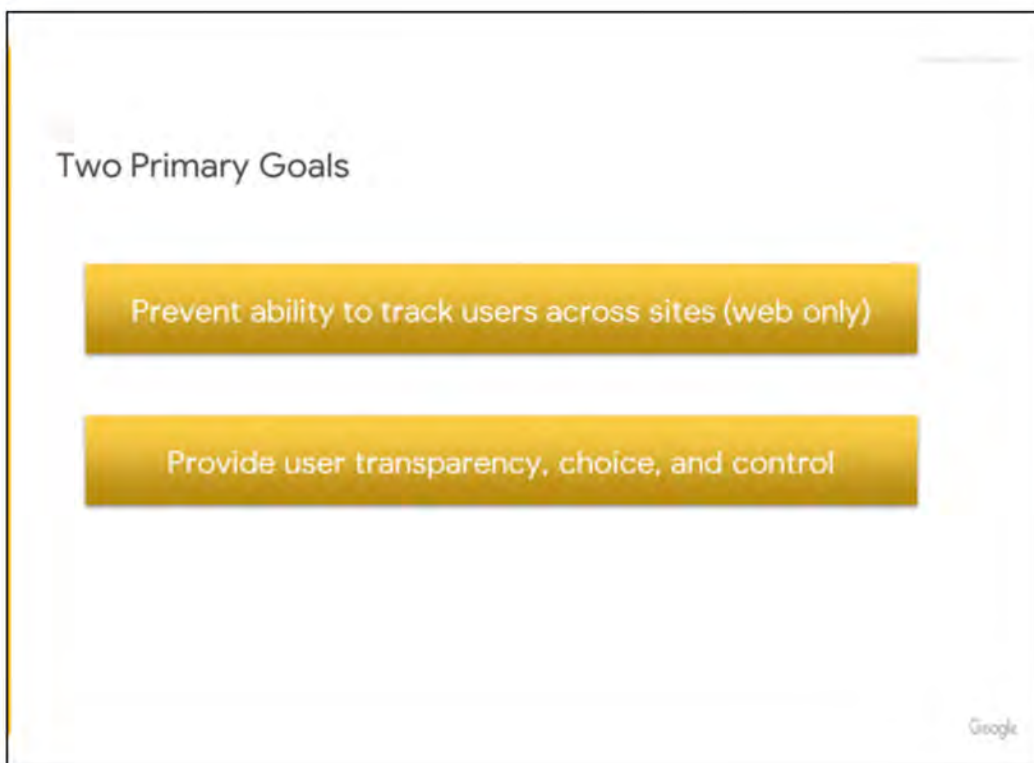 Two Primary Goals
Prevent ability to track users across sites (web only)
Provide user transparency, choice, and control
Google